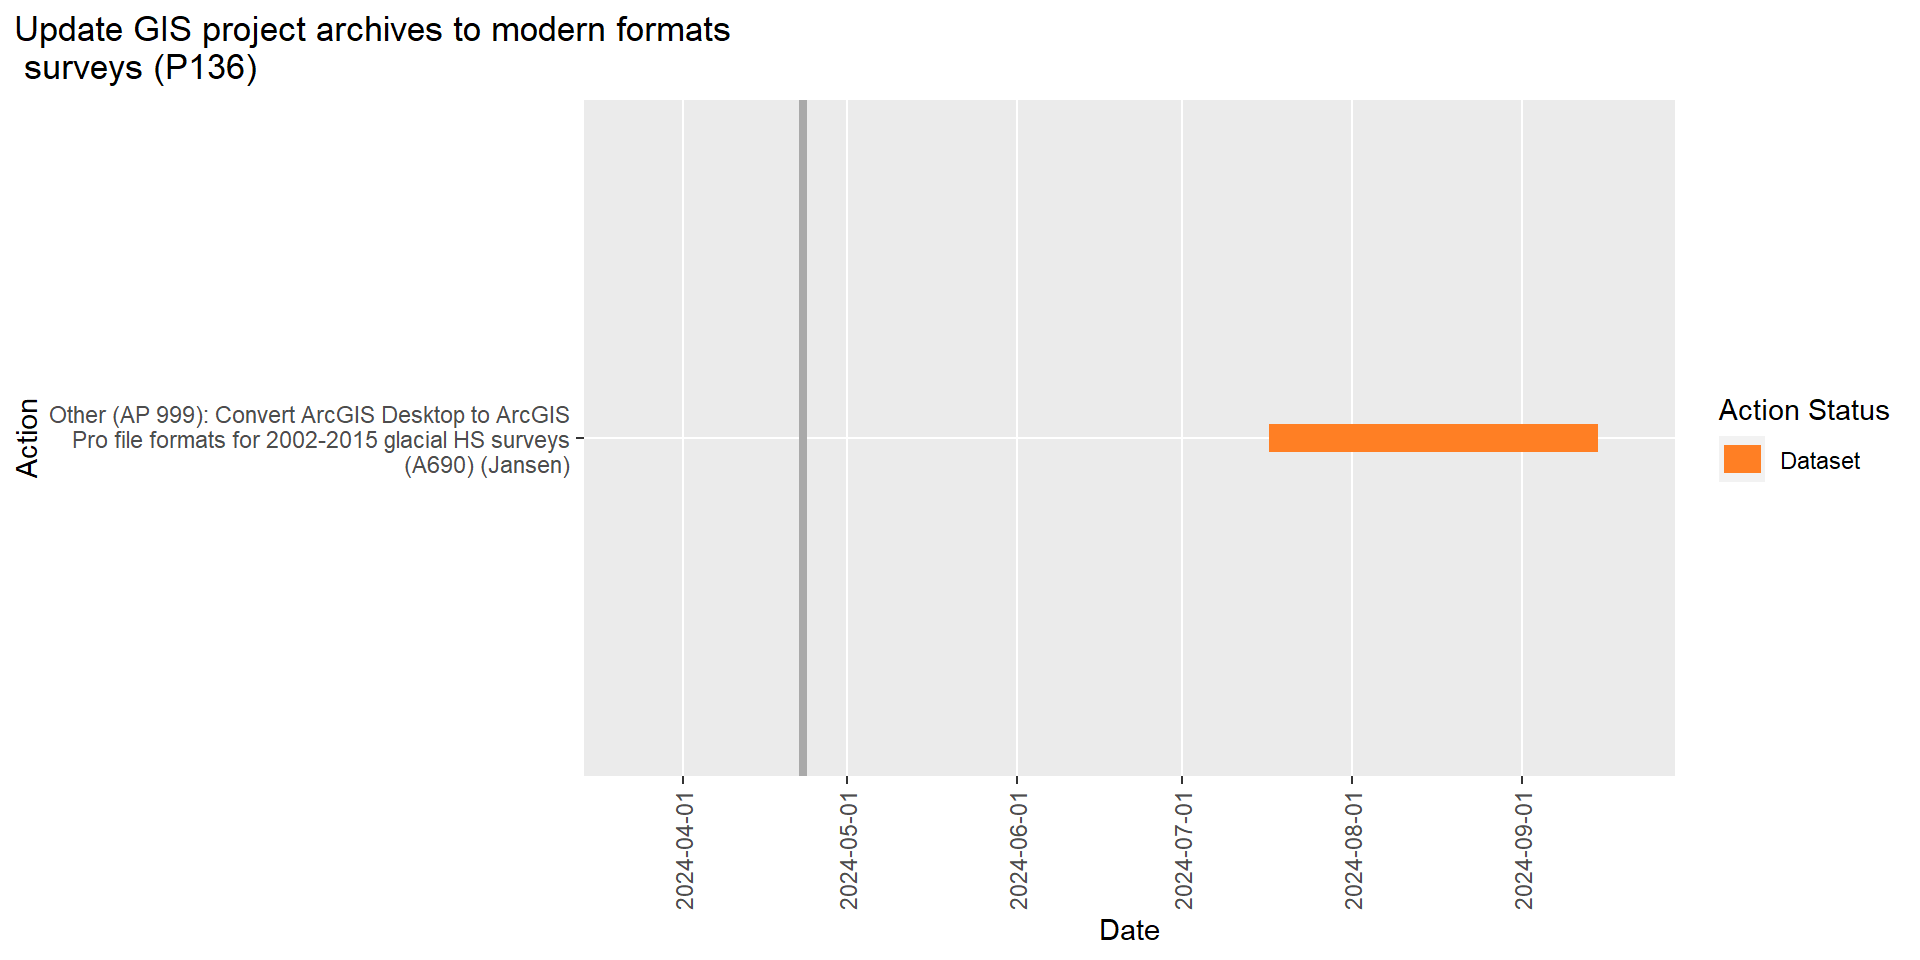 Update GIS project archives to modern formats
surveys (P136)
Action
Other (AP 999): Convert ArcGIS Desktop to ArcGIS
Pro file formats for 2002-2015 glacial HS surveys
(A690) (Jansen)
Action Status
Dataset
2024-04-01
2024-05-01
2024-06-01
2024-07-01
2024-08-01
2024-09-01
Date